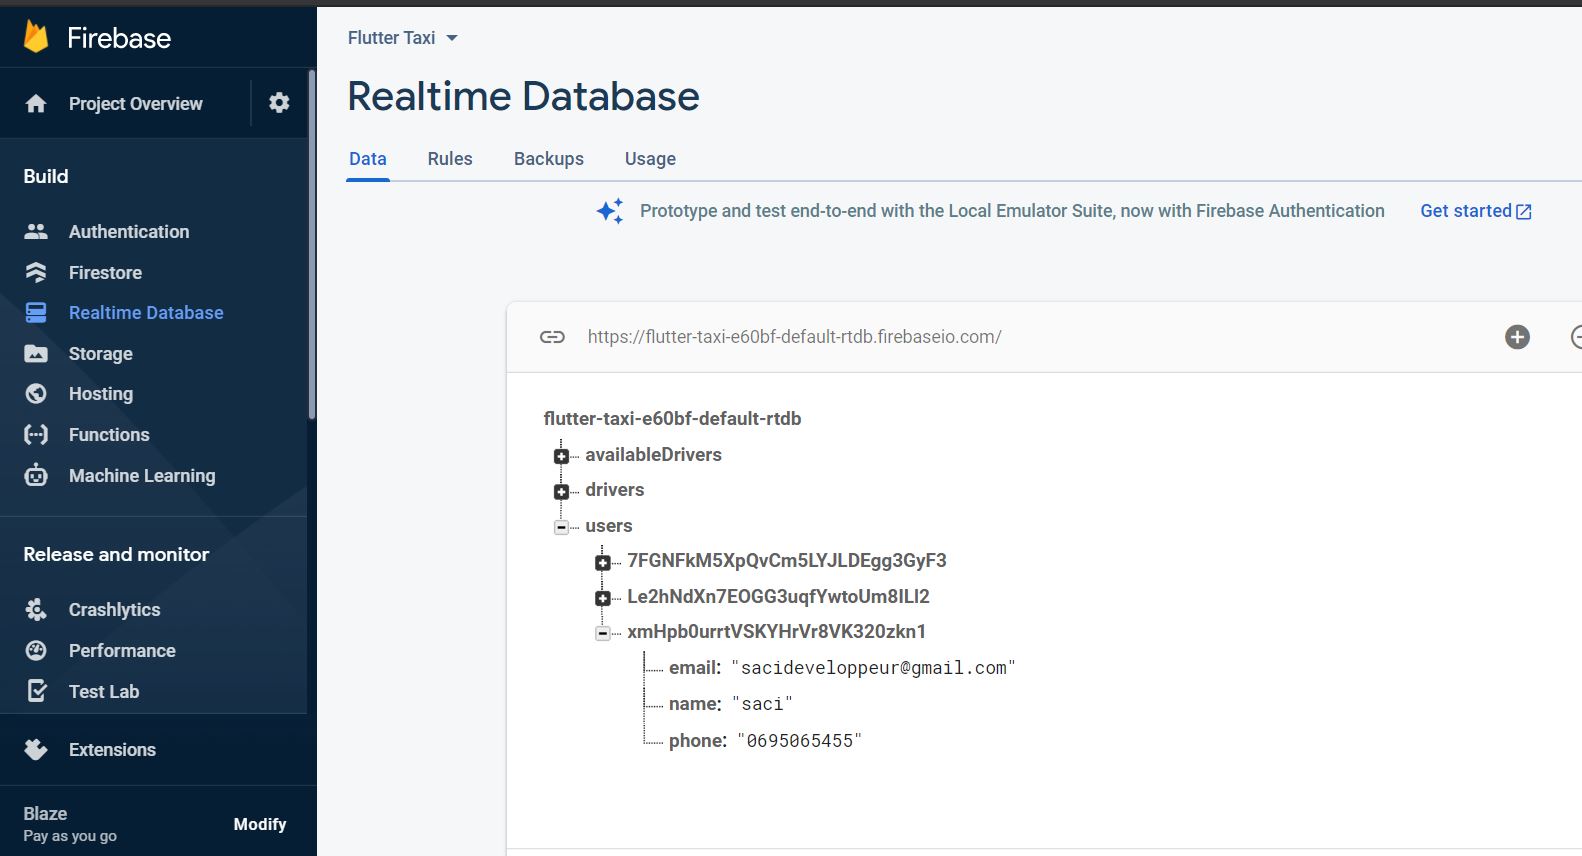 Firebase
Project Overview
Build
Authentication
Firestore
Realtime Database
Storage
Hosting
Functions
Machine Learning
Release and monitor
Crashlytics
Performance
Test Lab
Extensions
Blaze
Pay as you go
Modify
Flutter Taxi
Realtime Database
Data Rules Backups Usage
Prototype and test end-to-end with the Local Emulator Suite, now with Firebase Authentication Get started
https://flutter-taxi-e60bf-default-rtdb.firebaseio.com/
flutter-taxi-e60bf-default-rtdb
availableDrivers
drivers
users
7FGNFkM5XpQvCm5LYJLDEgg3GyF3
Le2hNdXn7EOGG3uqfYwtoUm8ILI2
xmHpb0urrtVSKYHrVr8VK320zkn1
email: "sacideveloppeur@gmail.com"
name: "saci"
phone: "0695065455"